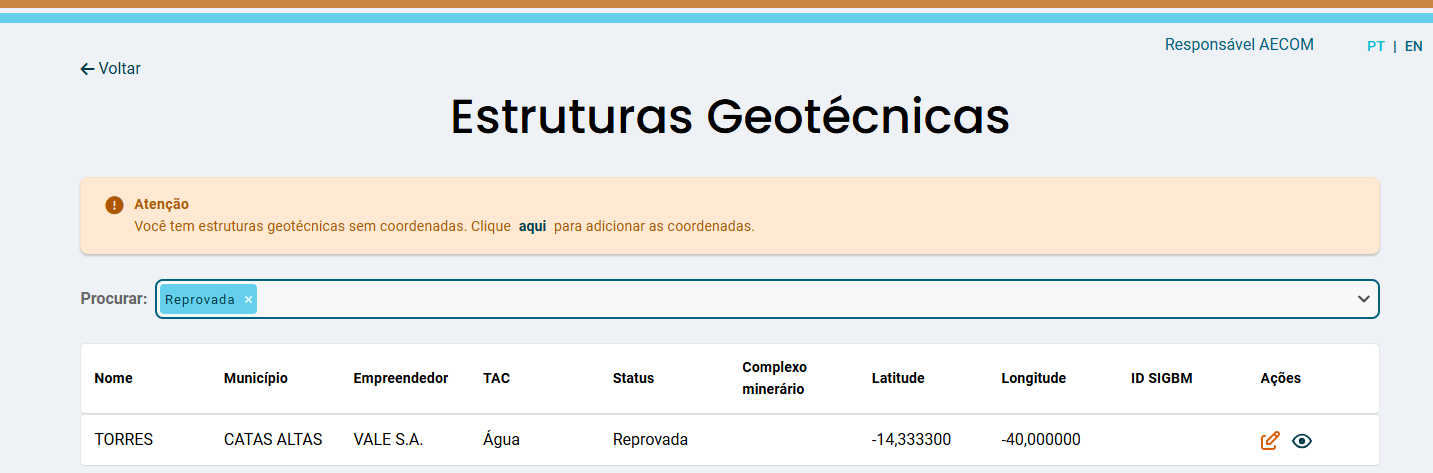 Responsável AECOM PT | EN
Voltar
Estruturas Geotécnicas
Atenção
Você tem estruturas geotécnicas sem coordenadas. Clique aqui para adicionar as coordenadas.
Procurar: Reprovada ×
Nome Município Empreendedor TAC Status Complexo minerário Latitude Longitude ID SIGBM Ações
TORRES CATAS ALTAS VALE S.A. Água Reprovada -14,333300 -40,000000